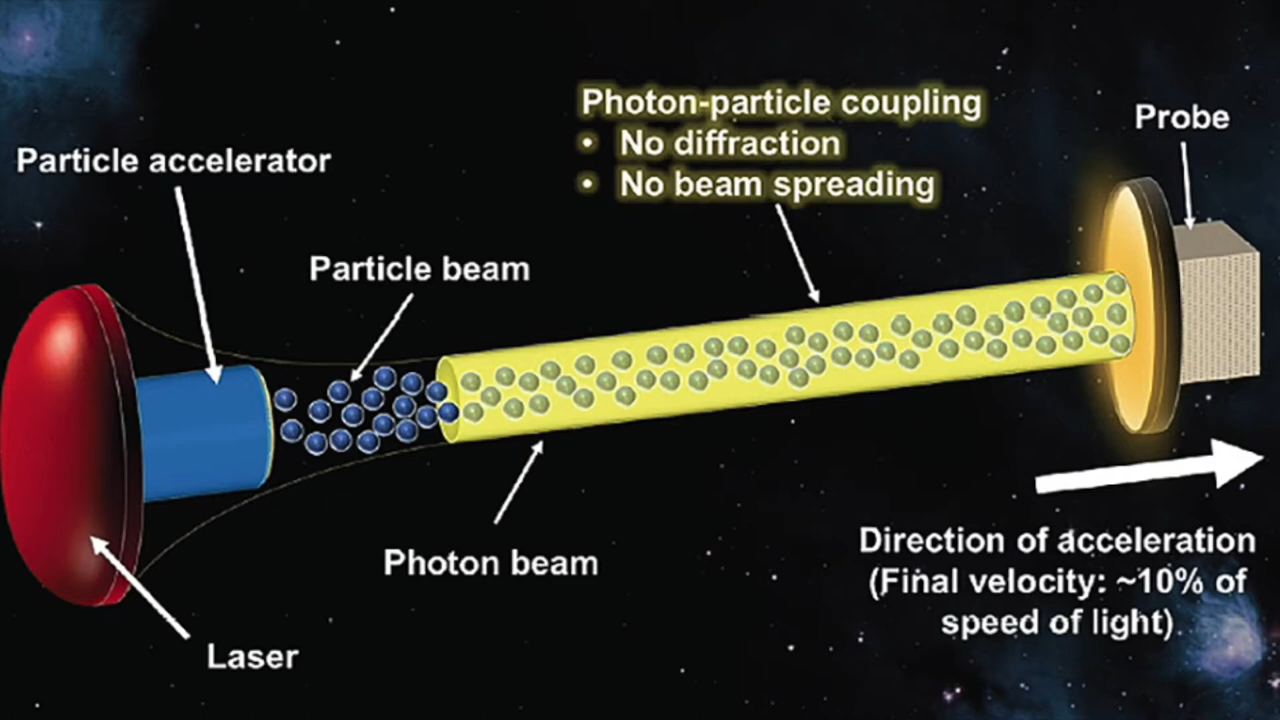 Photon-particle coupling
• No diffraction
• No beam spreading
Probe
Particle accelerator
Particle beam
Photon beam
Direction of acceleration
(Final velocity: ~10% of
speed of light)
Laser